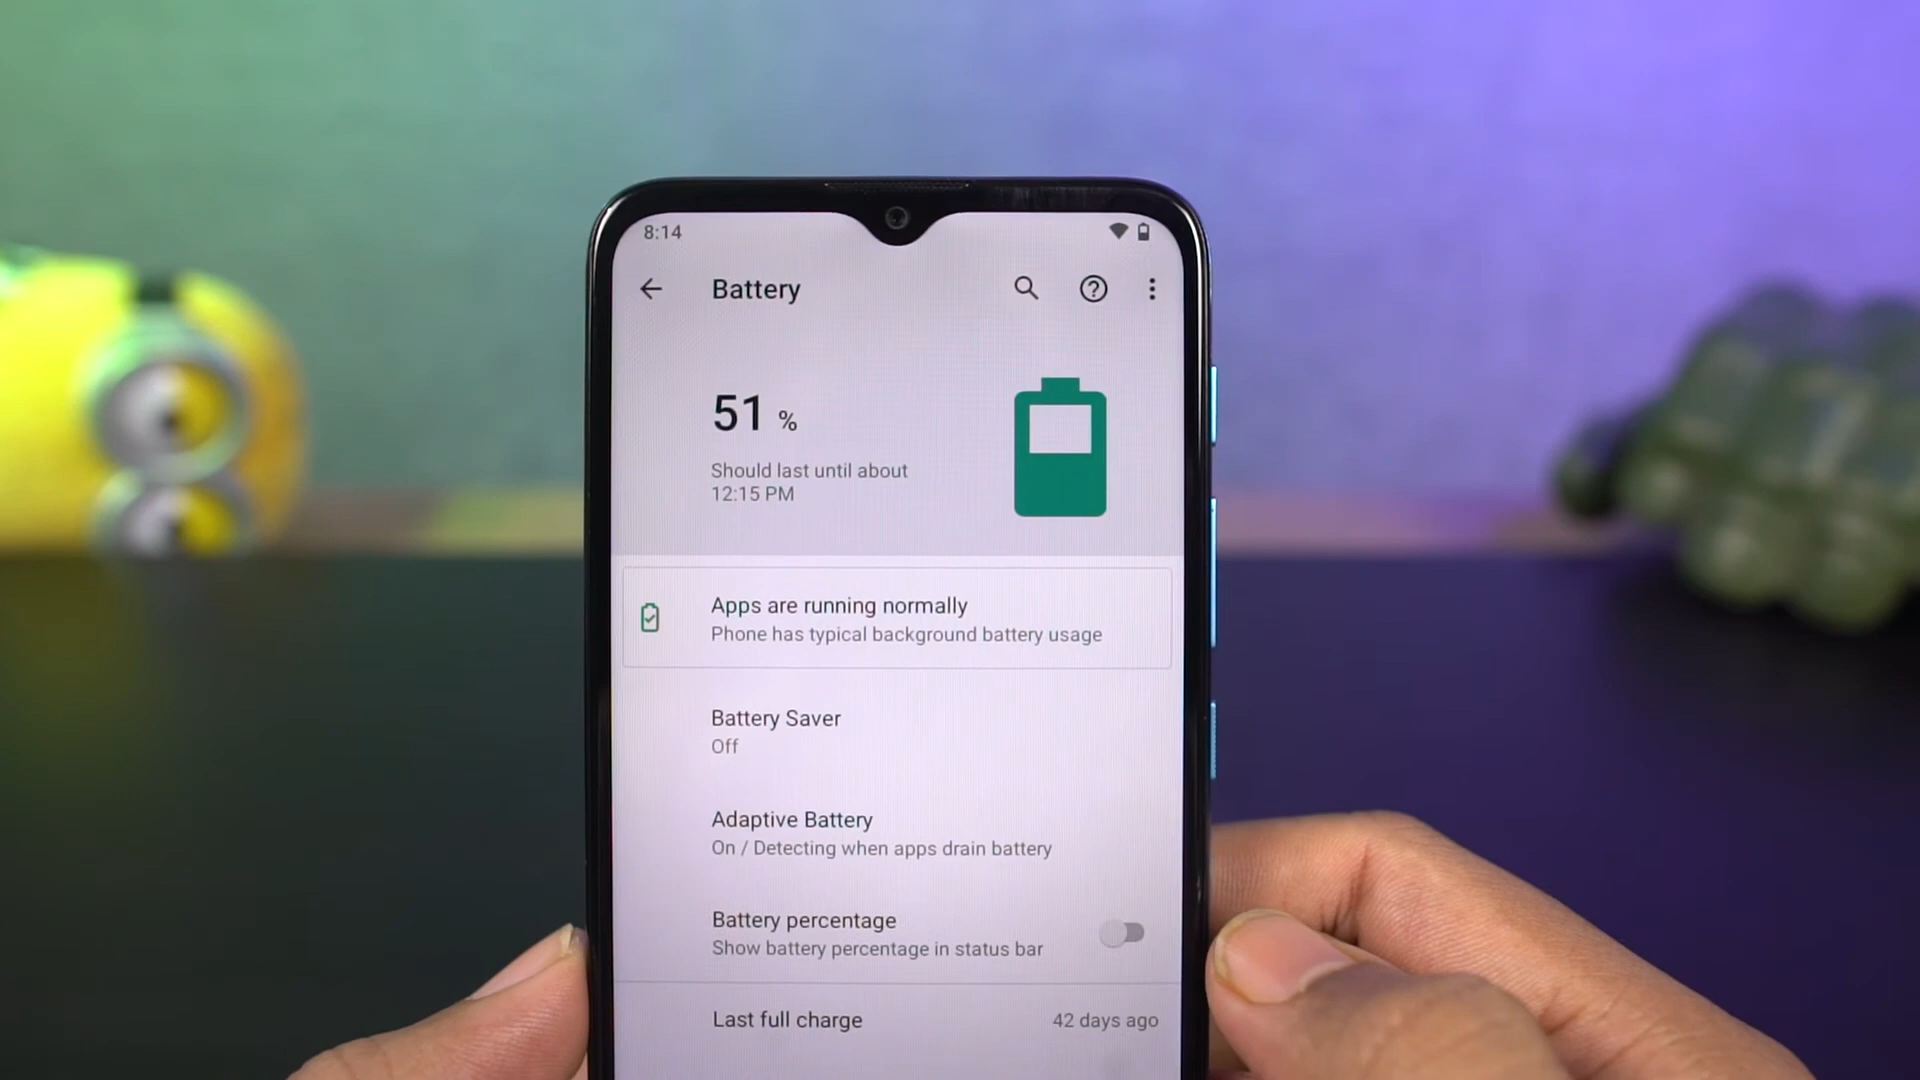 8:14
Battery
51 %
Should last until about
12:15 PM
Apps are running normally
Phone has typical background battery usage
Battery Saver
Off
Adaptive Battery
On / Detecting when apps drain battery
Battery percentage
Show battery percentage in status bar
Last full charge 42 days ago